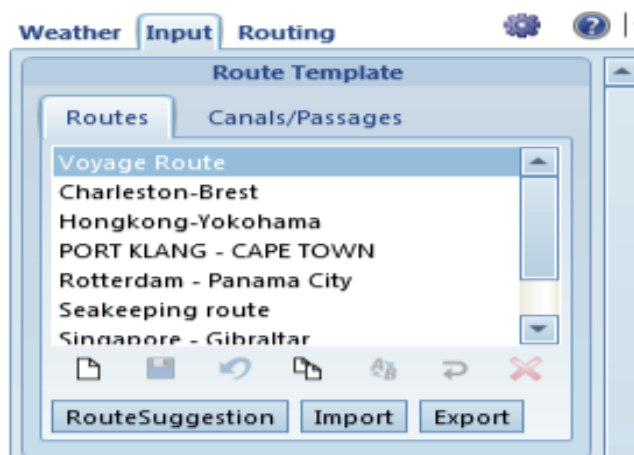 Weather Input Routing
Route Template
Routes Canals/Passages
Voyage Route
Charleston-Brest
Hongkong-Yokohama
PORT KLANG - CAPE TOWN
Rotterdam - Panama City
Seakeeping route
Singapore - Gibraltar
RouteSuggestion Import Export